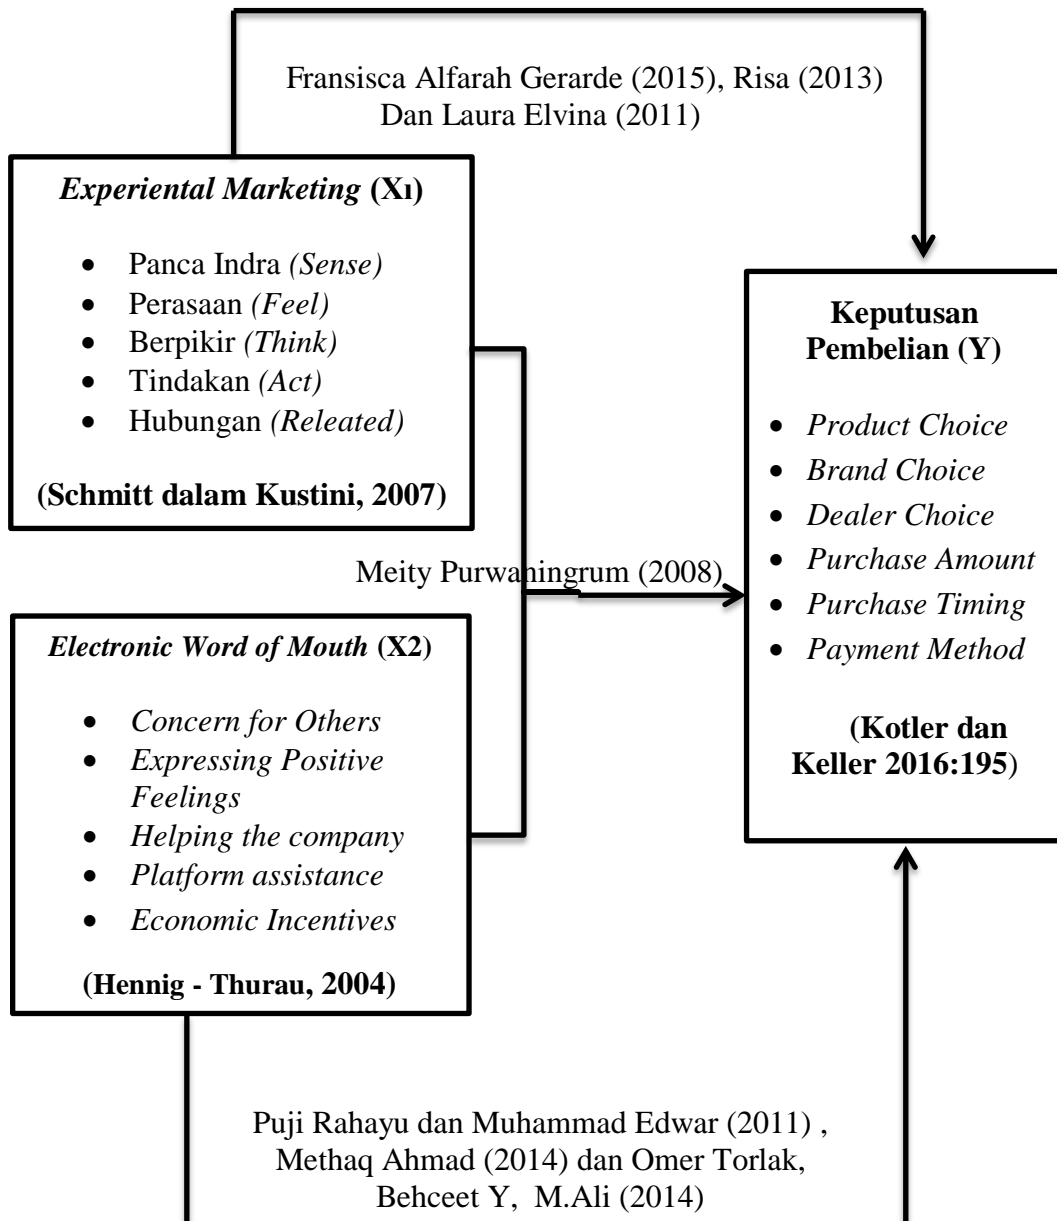 Fransisca Alfarah Gerarde (2015), Risa (2013)
Dan Laura Elvina (2011)
Experiental Marketing (X1)
• Panca Indra (Sense)
• Perasaan (Feel)
• Berpikir (Think)
• Tindakan (Act)
• Hubungan (Releated)
(Schmitt dalam Kustini, 2007)
Meity Purwaningrum (2008)
Electronic Word of Mouth (X2)
• Concern for Others
• Expressing Positive
Feelings
• Helping the company
• Platform assistance
• Economic Incentives
(Hennig - Thurau, 2004)
Keputusan
Pembelian (Y)
• Product Choice
• Brand Choice
• Dealer Choice
• Purchase Amount
• Purchase Timing
• Payment Method
(Kotler dan
Keller 2016:195)
Puji Rahayu dan Muhammad Edwar (2011) ,
Methaq Ahmad (2014) dan Omer Torlak,
Behceet Y, M.Ali (2014)